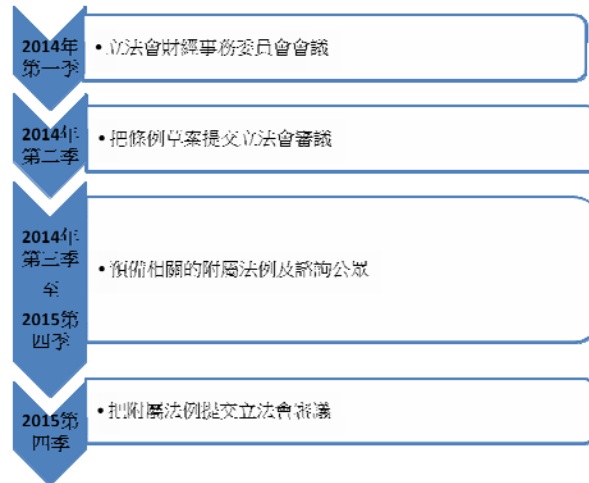 2014年
第一季
• 立法會財經事務委員會會議
2014年
第二季
• 把條例草案提交立法會審議
2014年
第三季
至
2015第
四季
• 預備相關的附屬法例及諮詢公眾
2015第
四季
• 把附屬法例提交立法會審議